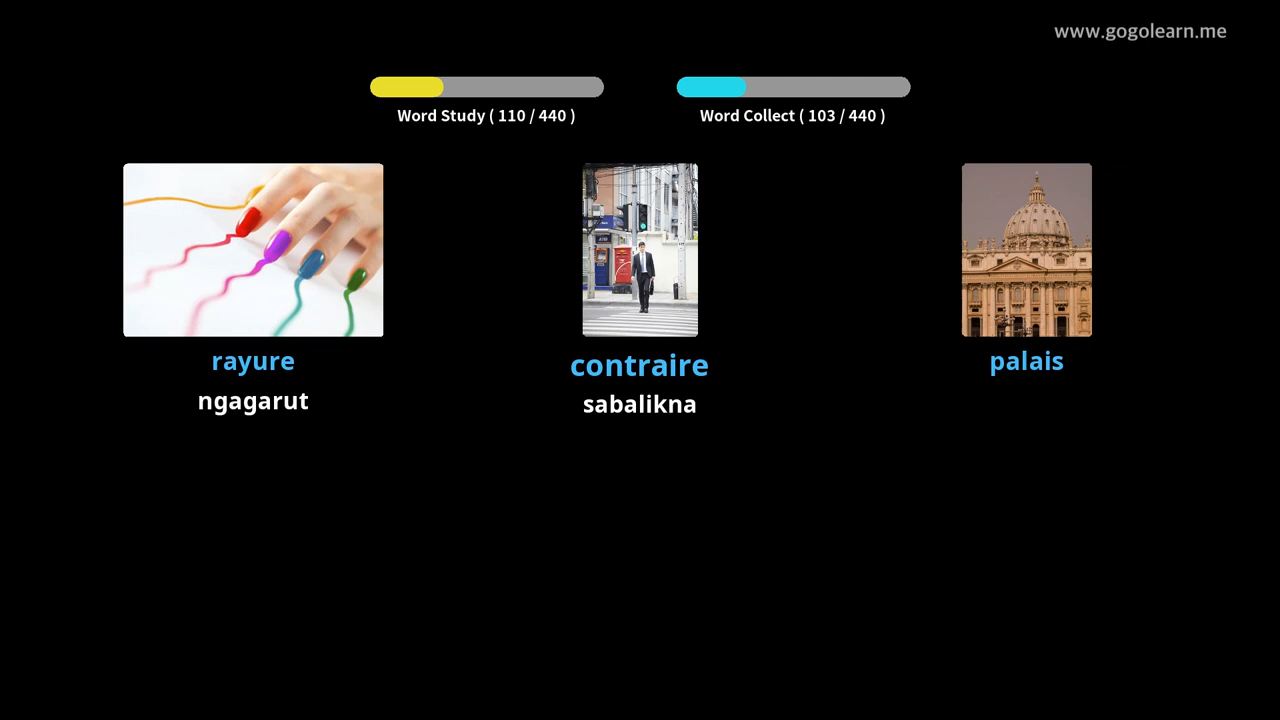 www.gogolearn.me
Word Study ( 110 / 440 )
Word Collect ( 103 / 440 )
rayure
contraire
palais
ngagarut
sabalikna